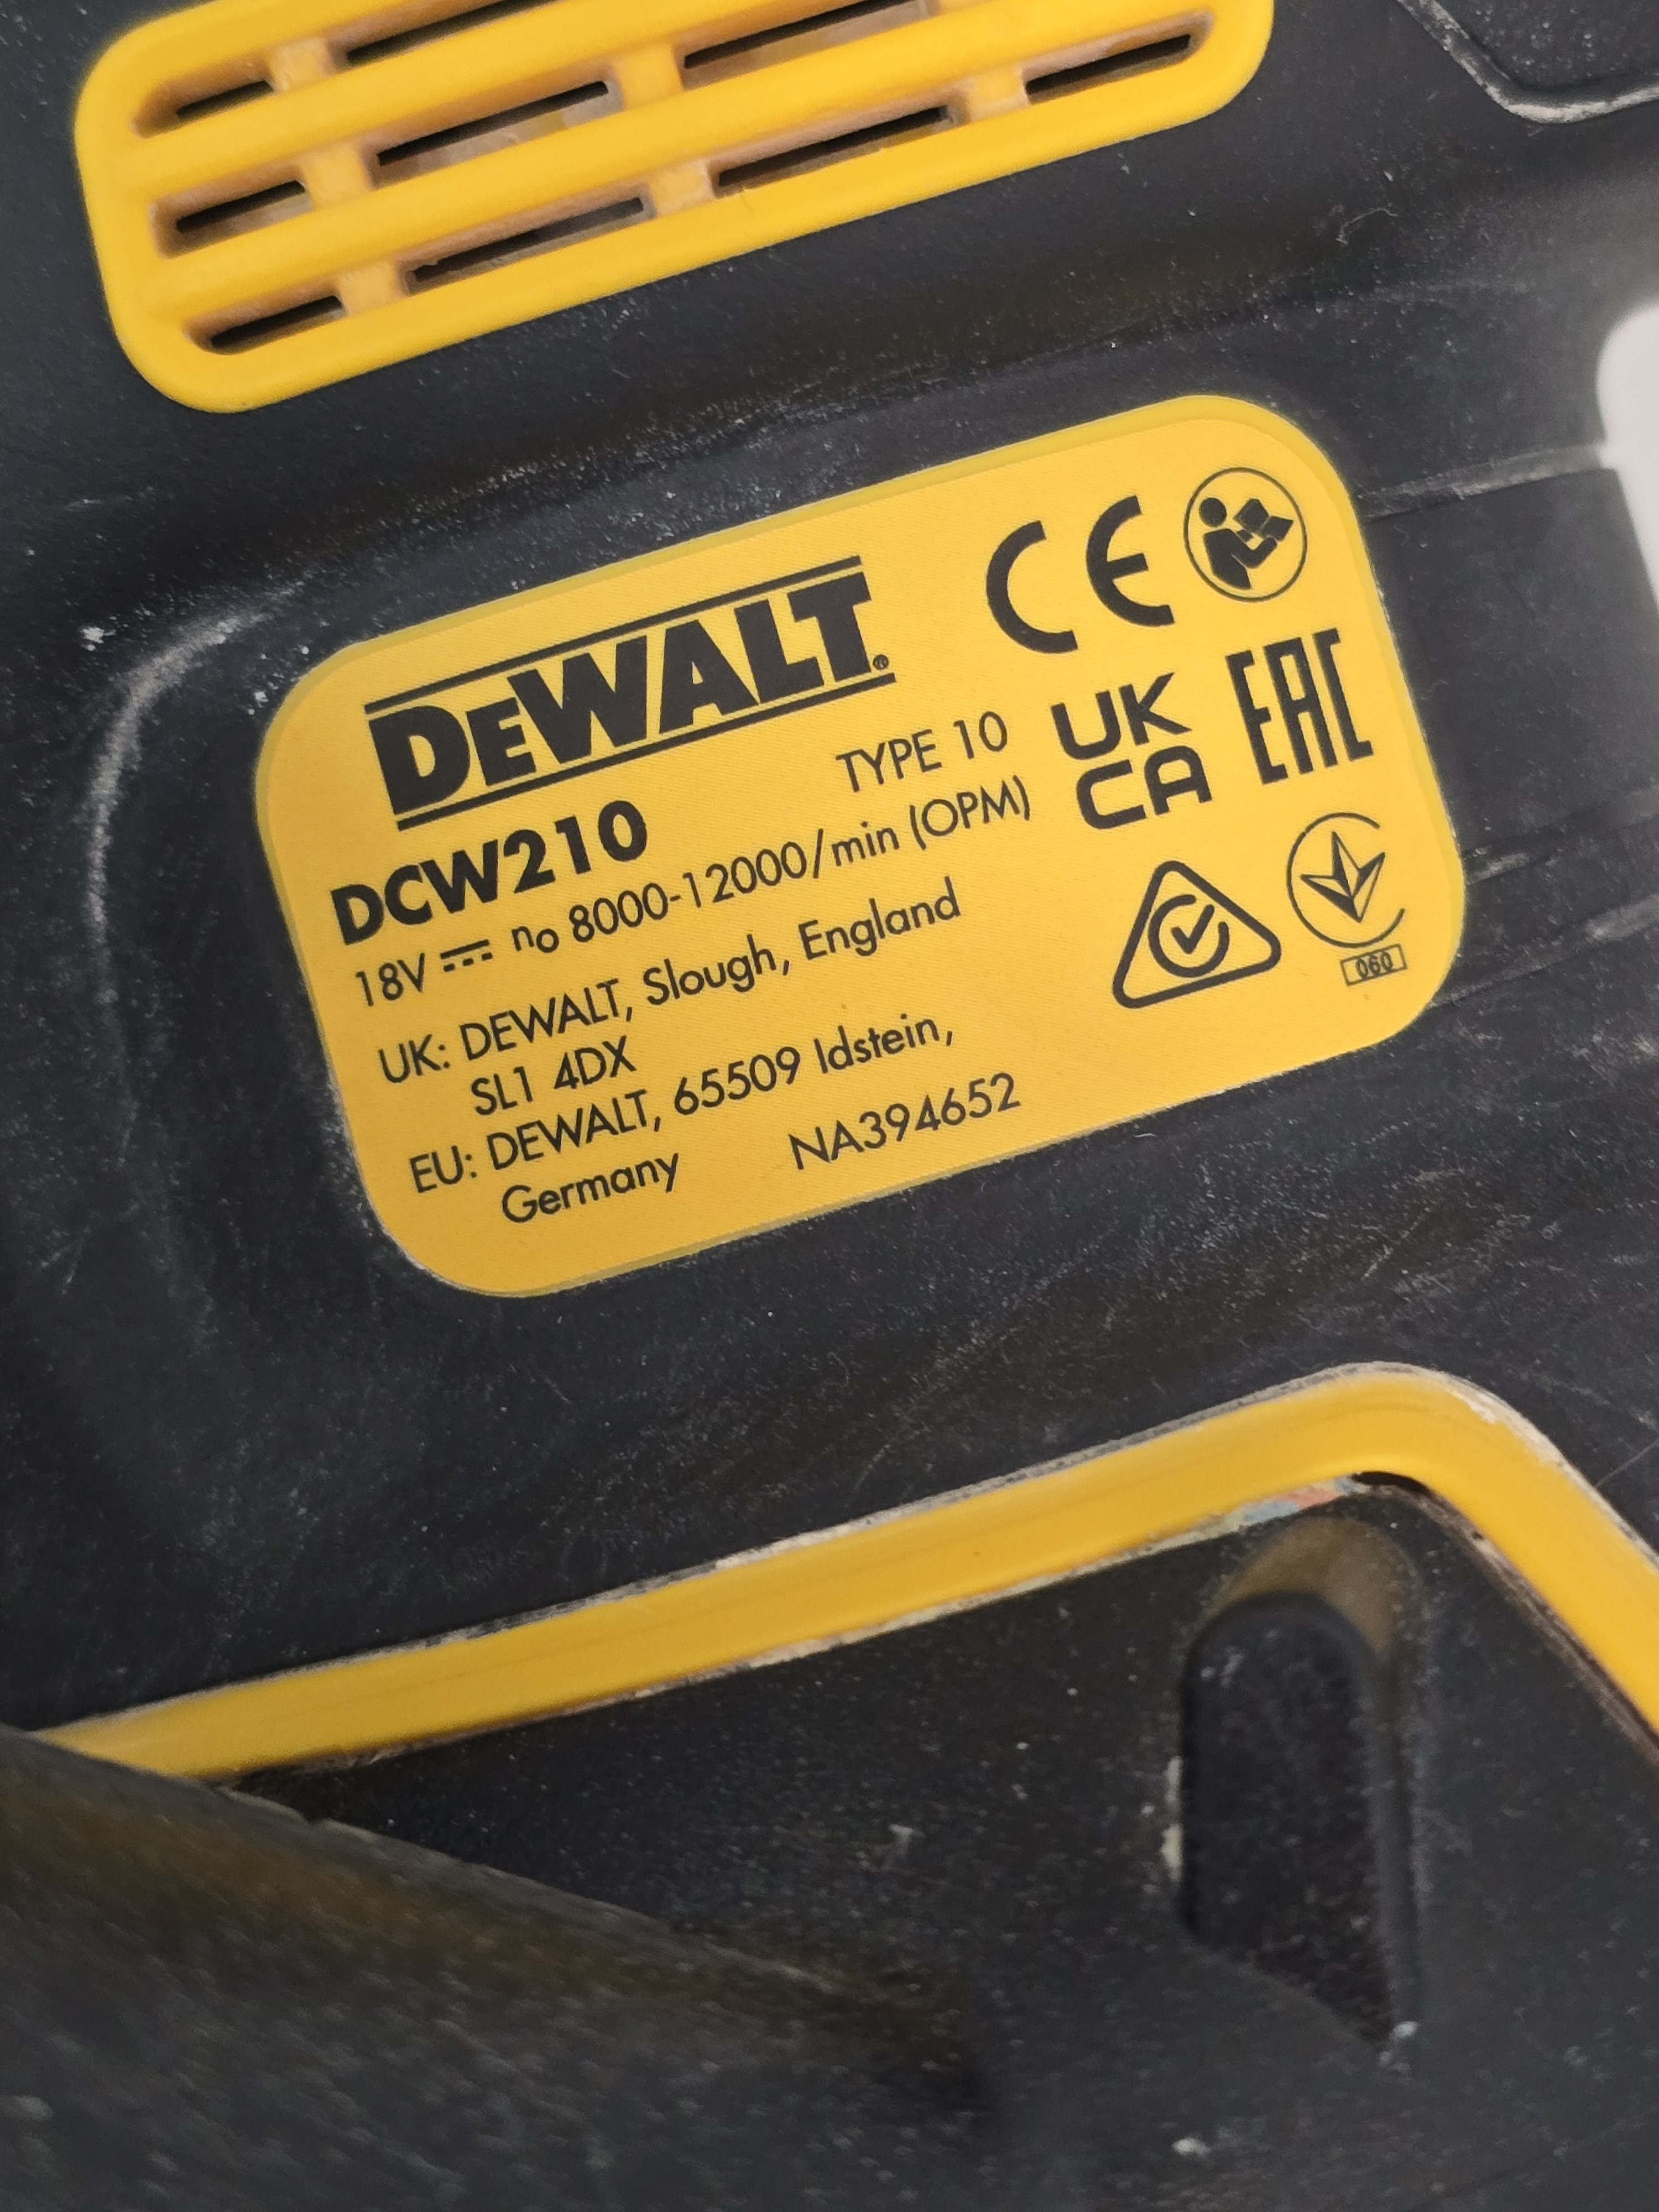 DEWALT®
DCW210 TYPE 10
18V ⎓ no 8000-12000/min (OPM)
UK: DEWALT, Slough, England
SL1 4DX
EU: DEWALT, 65509 Idstein,
Germany NA394652
CE
UK
CA
EAC
060